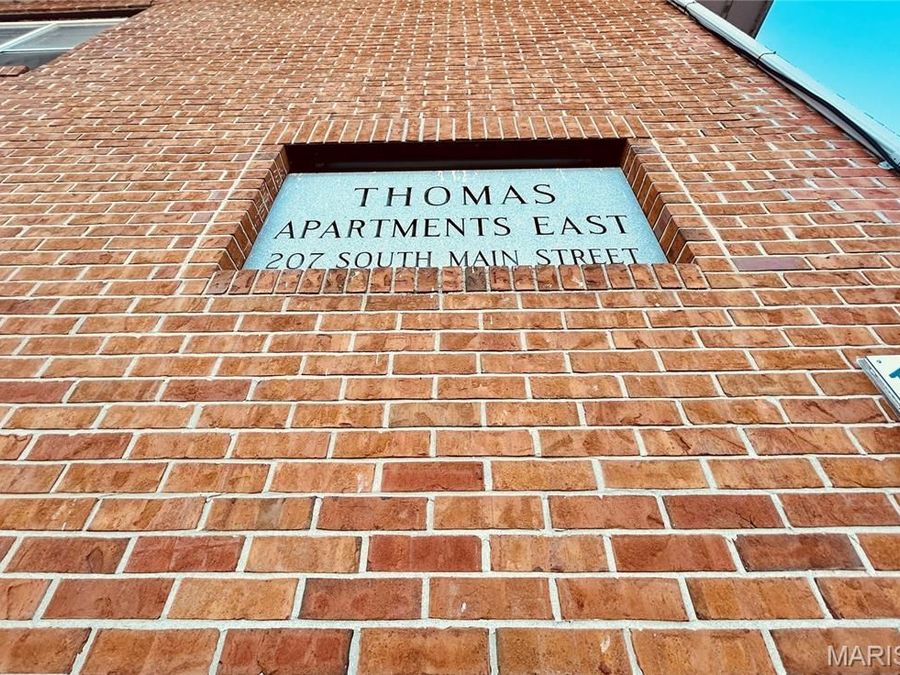 THOMAS
APARTMENTS EAST
207 SOUTH MAIN STREET
MARIS